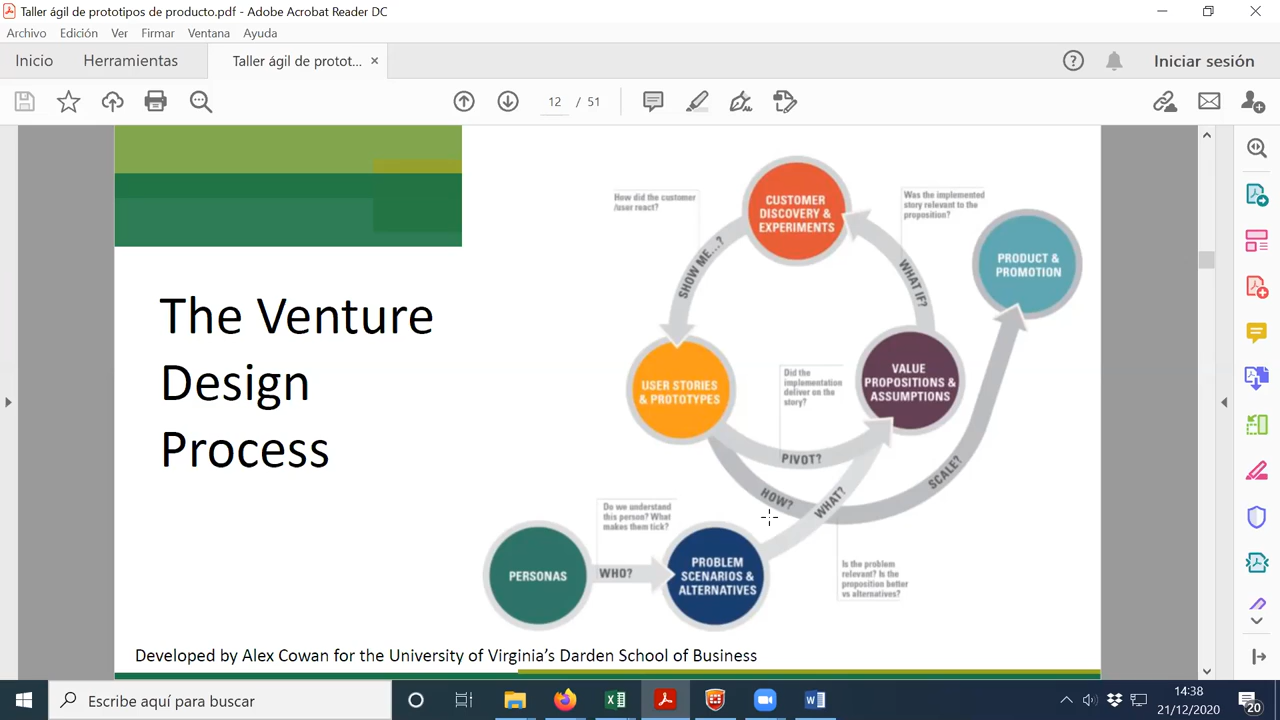 Taller ágil de prototipos de producto.pdf - Adobe Acrobat Reader DC
Archivo Edición Ver Firmar Ventana Ayuda
Inicio Herramientas Taller ágil de protot... × Iniciar sesión
12 / 51
The Venture
Design
Process
How did the customer
/user react?
CUSTOMER
DISCOVERY &
EXPERIMENTS
Was the implemented
story relevant to the
proposition?
PRODUCT &
PROMOTION
SHOW ME...?
WHAT IF?
USER STORIES
& PROTOTYPES
Did the
implementation
deliver on the
story?
VALUE
PROPOSITIONS &
ASSUMPTIONS
PIVOT?
HOW?
WHAT?
SCALE?
Do we understand
this person? What
makes them tick?
PERSONAS
WHO?
PROBLEM
SCENARIOS &
ALTERNATIVES
Is the problem
relevant? Is the
proposition better
vs alternatives?
Developed by Alex Cowan for the University of Virginia's Darden School of Business
Escribe aquí para buscar
14:38
21/12/2020
20